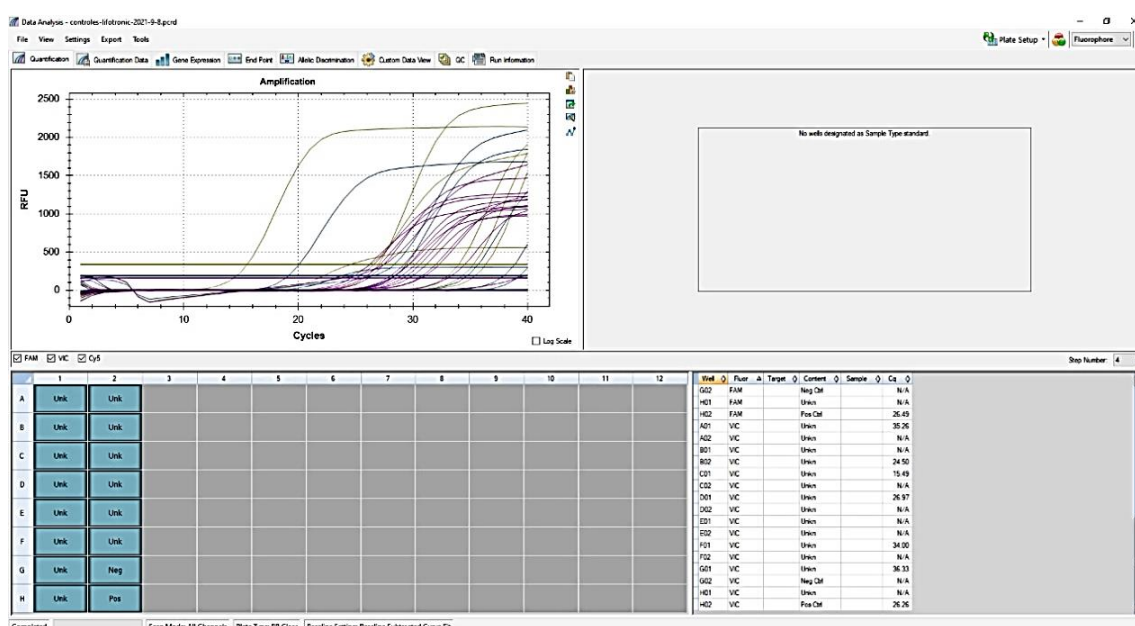 Data Analysis - controles-lifotronic-2021-9-8.pcrd
File View Settings Export Tools
Plate Setup
Fluorophore
Quantification Quantification Data Gene Expression End Point Allelic Discrimination Custom Data View QC Run Information
Amplification
2500
2000
1500
1000
500
0
RFU
0 10 20 30 40
Cycles
Log Scale
No wells designated as Sample Type standard.
FAM VIC Cy5
Step Number: 4
1 2 3 4 5 6 7 8 9 10 11 12
A Unk Unk
B Unk Unk
C Unk Unk
D Unk Unk
E Unk Unk
F Unk Unk
G Unk Neg
H Unk Pos
Well Fluor Target Content Sample Cq
G02 FAM Neg Ctrl N/A
H01 FAM Unkn N/A
H02 FAM Pos Ctrl 26.49
A01 VIC Unkn 35.26
A02 VIC Unkn N/A
B01 VIC Unkn N/A
B02 VIC Unkn 24.50
C01 VIC Unkn 15.49
C02 VIC Unkn N/A
D01 VIC Unkn 26.97
D02 VIC Unkn N/A
E01 VIC Unkn N/A
E02 VIC Unkn N/A
F01 VIC Unkn 34.00
F02 VIC Unkn N/A
G01 VIC Unkn 36.33
G02 VIC Neg Ctrl N/A
H01 VIC Unkn N/A
H02 VIC Pos Ctrl 26.26